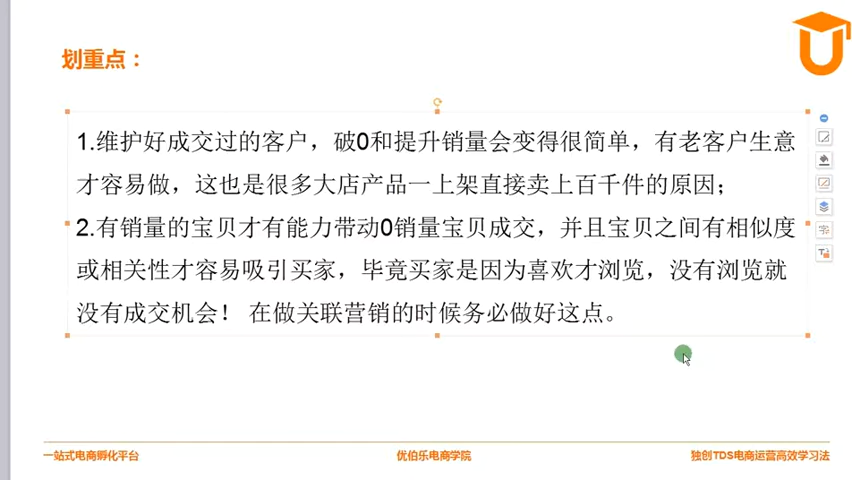 划重点：
1.维护好成交过的客户，破0和提升销量会变得很简单，有老客户生意
才容易做，这也是很多大店产品一上架直接卖上百千件的原因；
2.有销量的宝贝才有能力带动0销量宝贝成交，并且宝贝之间有相似度
或相关性才容易吸引买家，毕竟买家是因为喜欢才浏览，没有浏览就
没有成交机会！ 在做关联营销的时候务必做好这点。
一站式电商孵化平台
优伯乐电商学院
独创TDS电商运营高效学习法